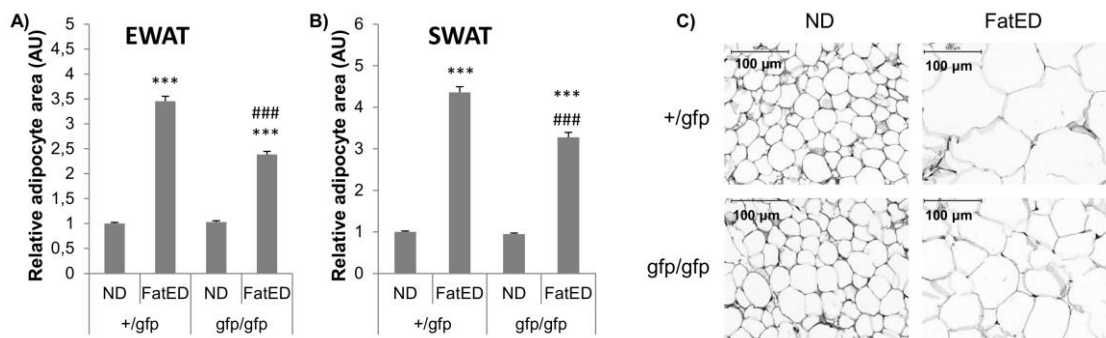 A)
EWAT
Relative adipocyte area (AU)
5
4,5
4
3,5
3
2,5
2
1,5
1
0,5
0
***
###
***
ND FatED ND FatED
+/gfp gfp/gfp
B)
SWAT
Relative adipocyte area (AU)
6
5
4
3
2
1
0
***
***
###
ND FatED ND FatED
+/gfp gfp/gfp
C)
ND FatED
+/gfp
100 µm 100 µm
gfp/gfp
100 µm 100 µm